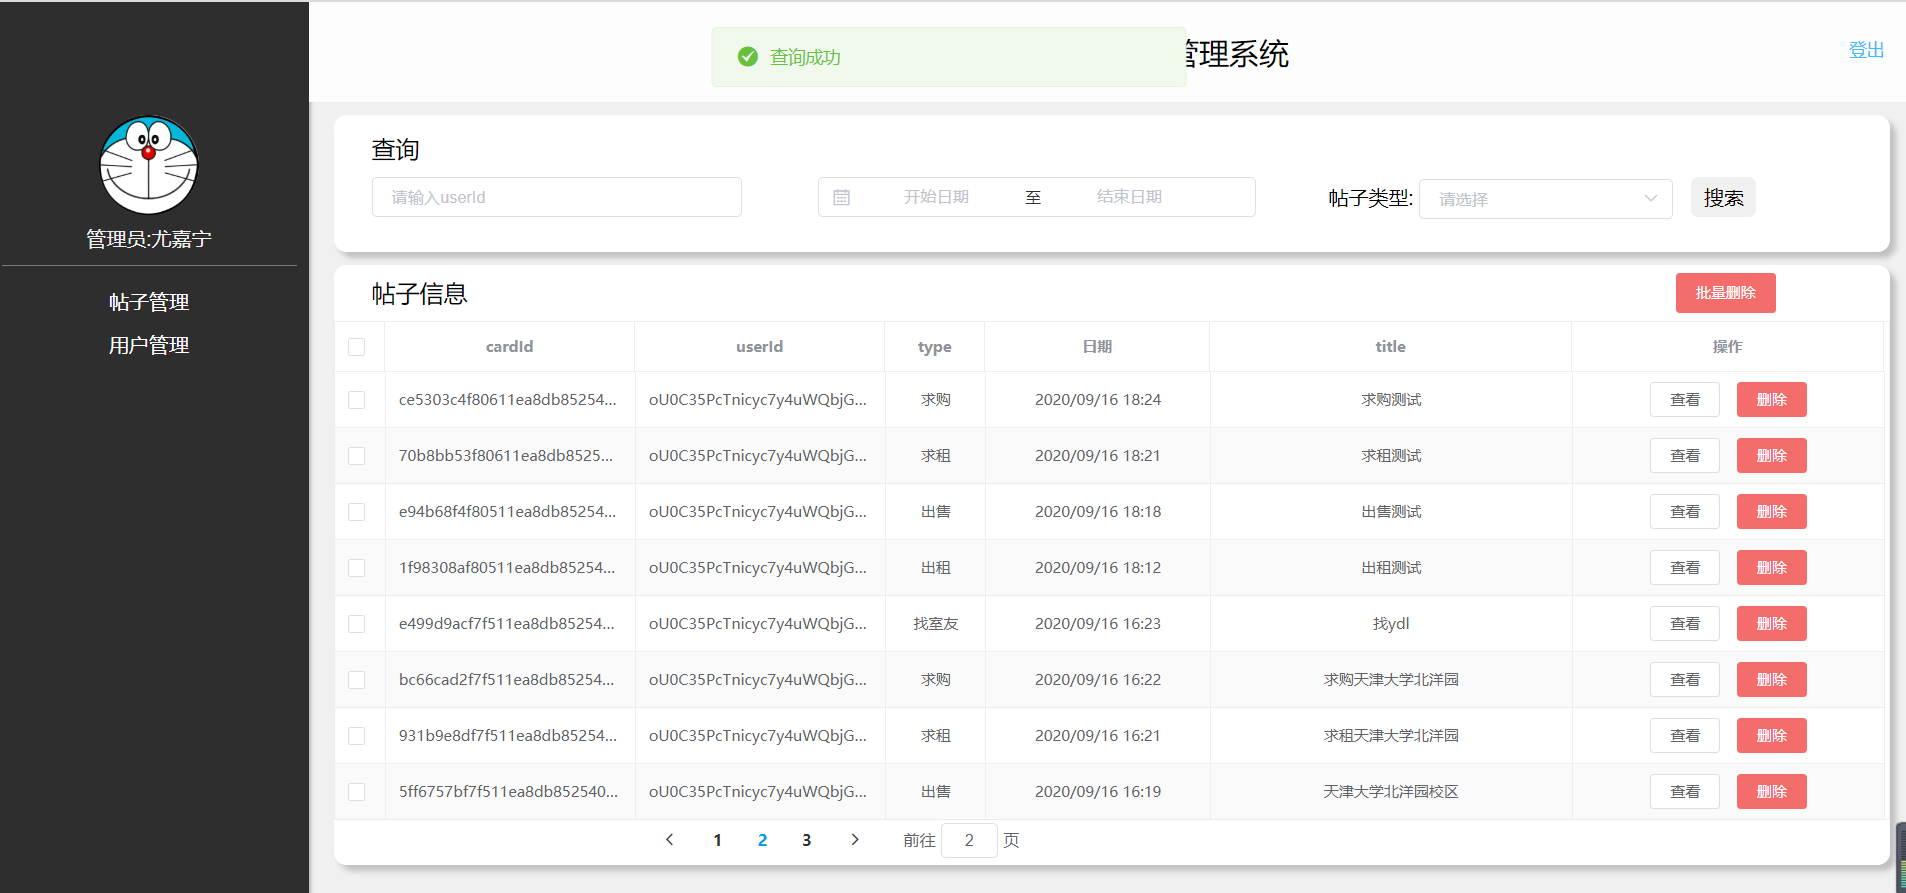 查询成功
管理系统
登出
管理员:尤嘉宁
帖子管理
用户管理
查询
请输入userId 开始日期 至 结束日期 帖子类型: 请选择 搜索
帖子信息 批量删除
cardId userId type 日期 title 操作
ce5303c4f80611ea8db85254... oU0C35PcTnicyc7y4uWQbjG... 求购 2020/09/16 18:24 求购测试 查看 删除
70b8bb53f80611ea8db8525... oU0C35PcTnicyc7y4uWQbjG... 求租 2020/09/16 18:21 求租测试 查看 删除
e94b68f4f80511ea8db85254... oU0C35PcTnicyc7y4uWQbjG... 出售 2020/09/16 18:18 出售测试 查看 删除
1f98308af80511ea8db85254... oU0C35PcTnicyc7y4uWQbjG... 出租 2020/09/16 18:12 出租测试 查看 删除
e499d9acf7f511ea8db85254... oU0C35PcTnicyc7y4uWQbjG... 找室友 2020/09/16 16:23 找ydl 查看 删除
bc66cad2f7f511ea8db85254... oU0C35PcTnicyc7y4uWQbjG... 求购 2020/09/16 16:22 求购天津大学北洋园 查看 删除
931b9e8df7f511ea8db85254... oU0C35PcTnicyc7y4uWQbjG... 求租 2020/09/16 16:21 求租天津大学北洋园 查看 删除
5ff6757bf7f511ea8db852540... oU0C35PcTnicyc7y4uWQbjG... 出售 2020/09/16 16:19 天津大学北洋园校区 查看 删除
1 2 3 前往 2 页